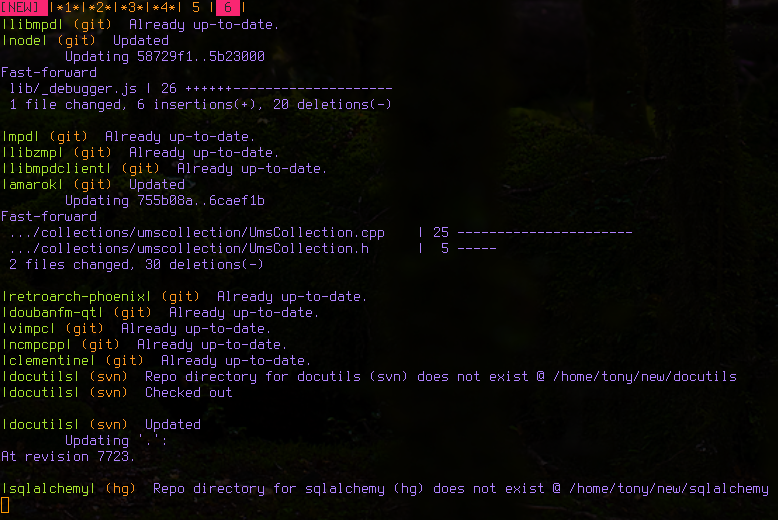 [NEW] |*1*|*2*|*3*|*4*| 5 | 6 |
|libmpd| (git)  Already up-to-date.
|node| (git)  Updated
        Updating 58729f1..5b23000
Fast-forward
 lib/_debugger.js | 26 ++++++--------------------
 1 file changed, 6 insertions(+), 20 deletions(-)
|mpd| (git)  Already up-to-date.
|libzmp| (git)  Already up-to-date.
|libmpdclient| (git)  Already up-to-date.
|amarok| (git)  Updated
        Updating 755b08a..6caef1b
Fast-forward
 .../collections/umscollection/UmsCollection.cpp    | 25 -------------------------
 .../collections/umscollection/UmsCollection.h      |  5 -----
 2 files changed, 30 deletions(-)
|retroarch-phoenix| (git)  Already up-to-date.
|doubanfm-qt| (git)  Already up-to-date.
|vimpc| (git)  Already up-to-date.
|ncmpcpp| (git)  Already up-to-date.
|clementine| (git)  Already up-to-date.
|docutils| (svn)  Repo directory for docutils (svn) does not exist @ /home/tony/new/docutils
|docutils| (svn)  Checked out
|docutils| (svn)  Updated
        Updating '.':
At revision 7723.
|sqlalchemy| (hg)  Repo directory for sqlalchemy (hg) does not exist @ /home/tony/new/sqlalchemy